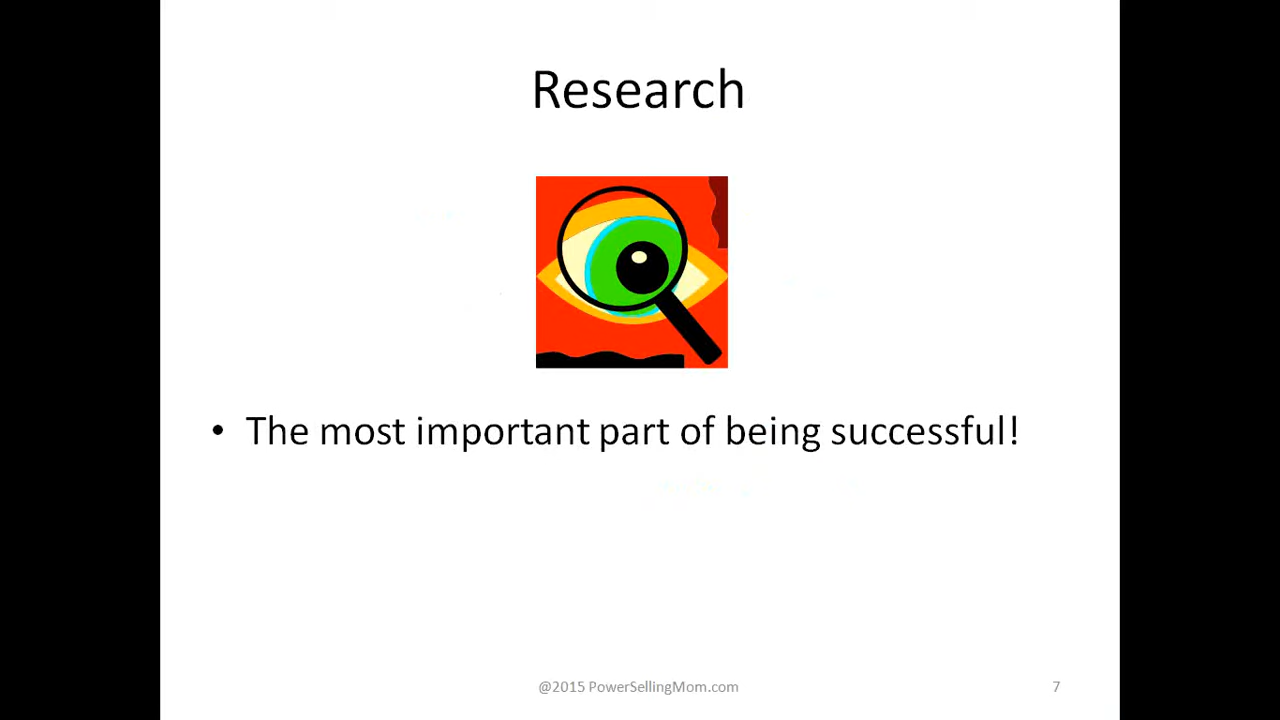 Research
• The most important part of being successful!
@2015 PowerSellingMom.com
7